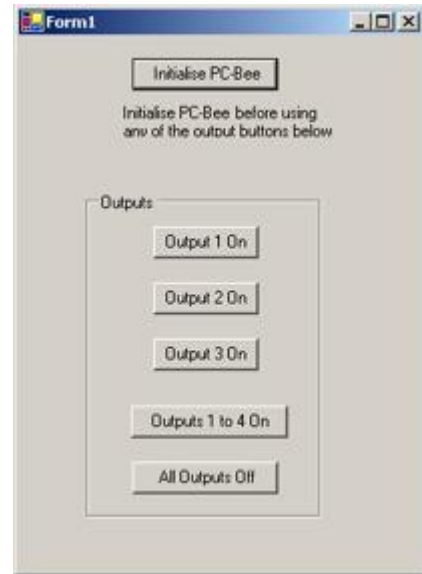 Form1
Initialise PC-Bee
Initialise PC-Bee before using
any of the output buttons below
Outputs
Output 1 On
Output 2 On
Output 3 On
Outputs 1 to 4 On
All Outputs Off